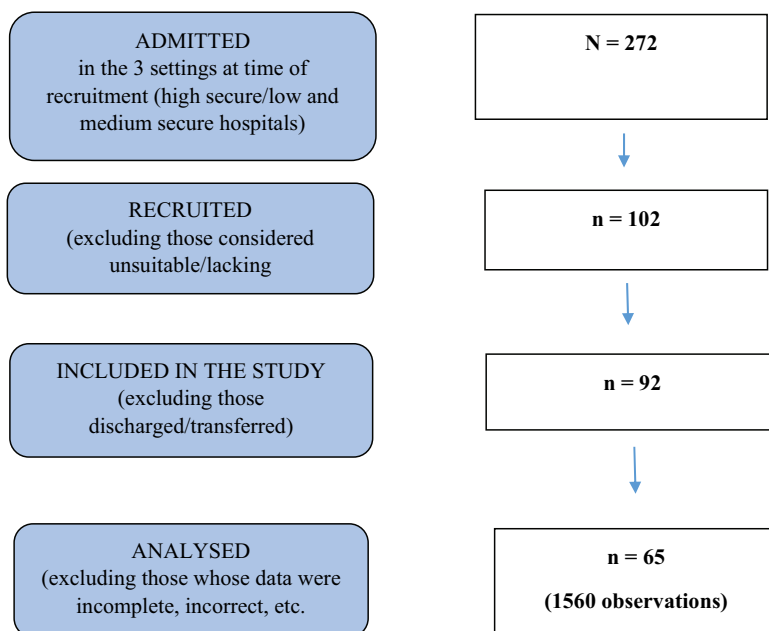 ADMITTED
in the 3 settings at time of
recruitment (high secure/low and
medium secure hospitals)
N = 272
RECRUITED
(excluding those considered
unsuitable/lacking
n = 102
INCLUDED IN THE STUDY
(excluding those
discharged/transferred)
n = 92
ANALYSED
(excluding those whose data were
incomplete, incorrect, etc.
n = 65
(1560 observations)